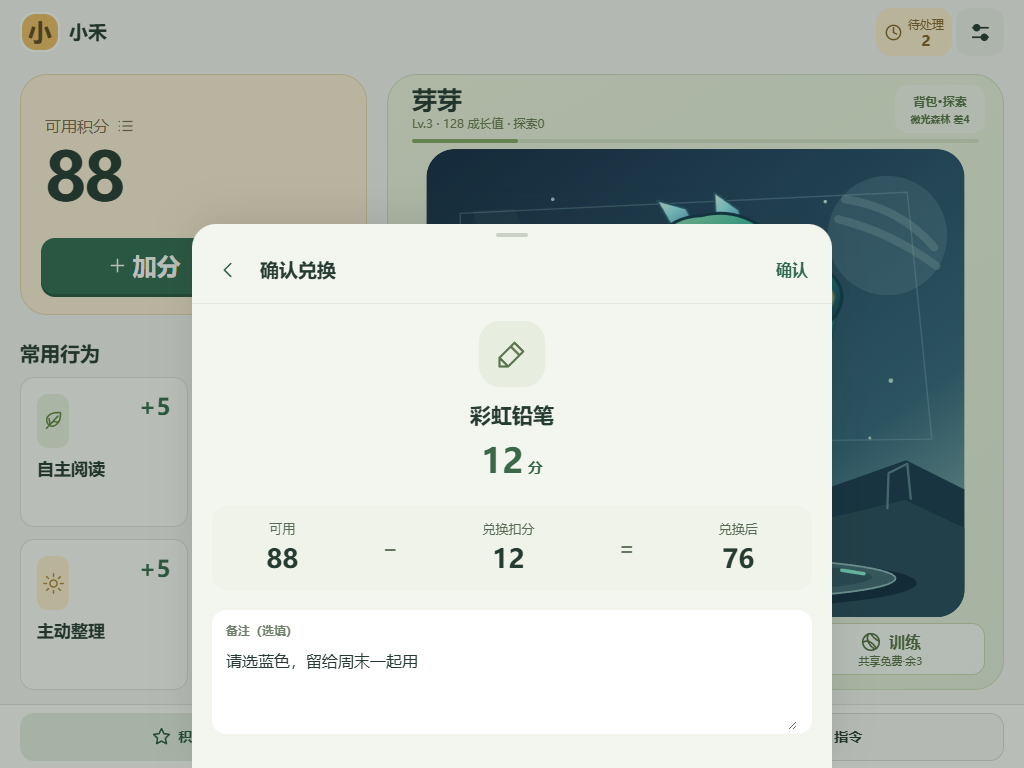 小 小禾
待处理
2
可用积分
88
+ 加分
芽芽
Lv.3 · 128 成长值 · 探索0
背包·探索
微光森林 差4
常用行为
+5
自主阅读
+5
主动整理
确认兑换
确认
彩虹铅笔
12 分
可用 兑换扣分 兑换后
88 − 12 = 76
备注（选填）
请选蓝色，留给周末一起用
训练
共享免费·余3
积
指令